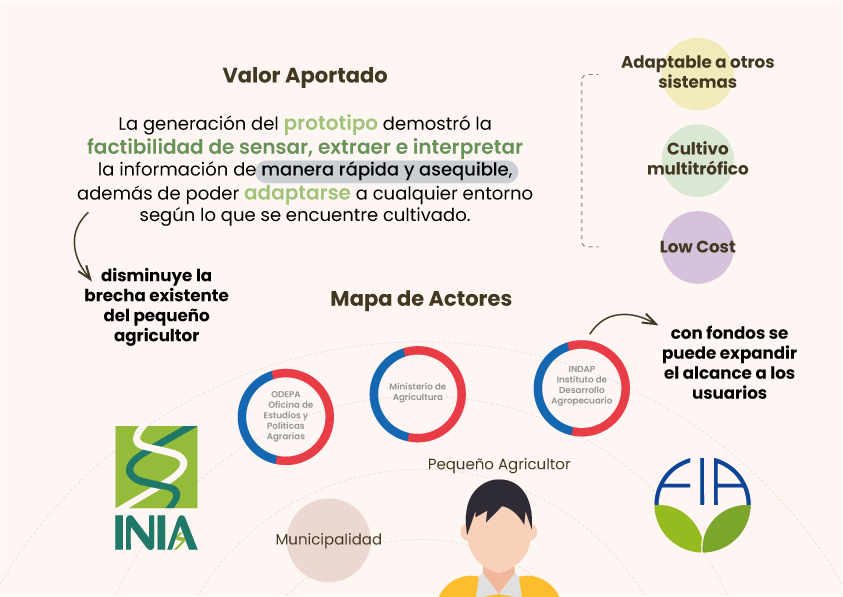 Valor Aportado
La generación del prototipo demostró la
factibilidad de sensar, extraer e interpretar
la información de manera rápida y asequible,
además de poder adaptarse a cualquier entorno
según lo que se encuentre cultivado.
Adaptable a otros
sistemas
Cultivo
multitrófico
Low Cost
disminuye la
brecha existente
del pequeño
agricultor
Mapa de Actores
con fondos se
puede expandir
el alcance a los
usuarios
ODEPA
Oficina de
Estudios y
Políticas
Agrarias
Ministerio de
Agricultura
INDAP
Instituto de
Desarrollo
Agropecuario
INIA
Pequeño Agricultor
FIA
Municipalidad